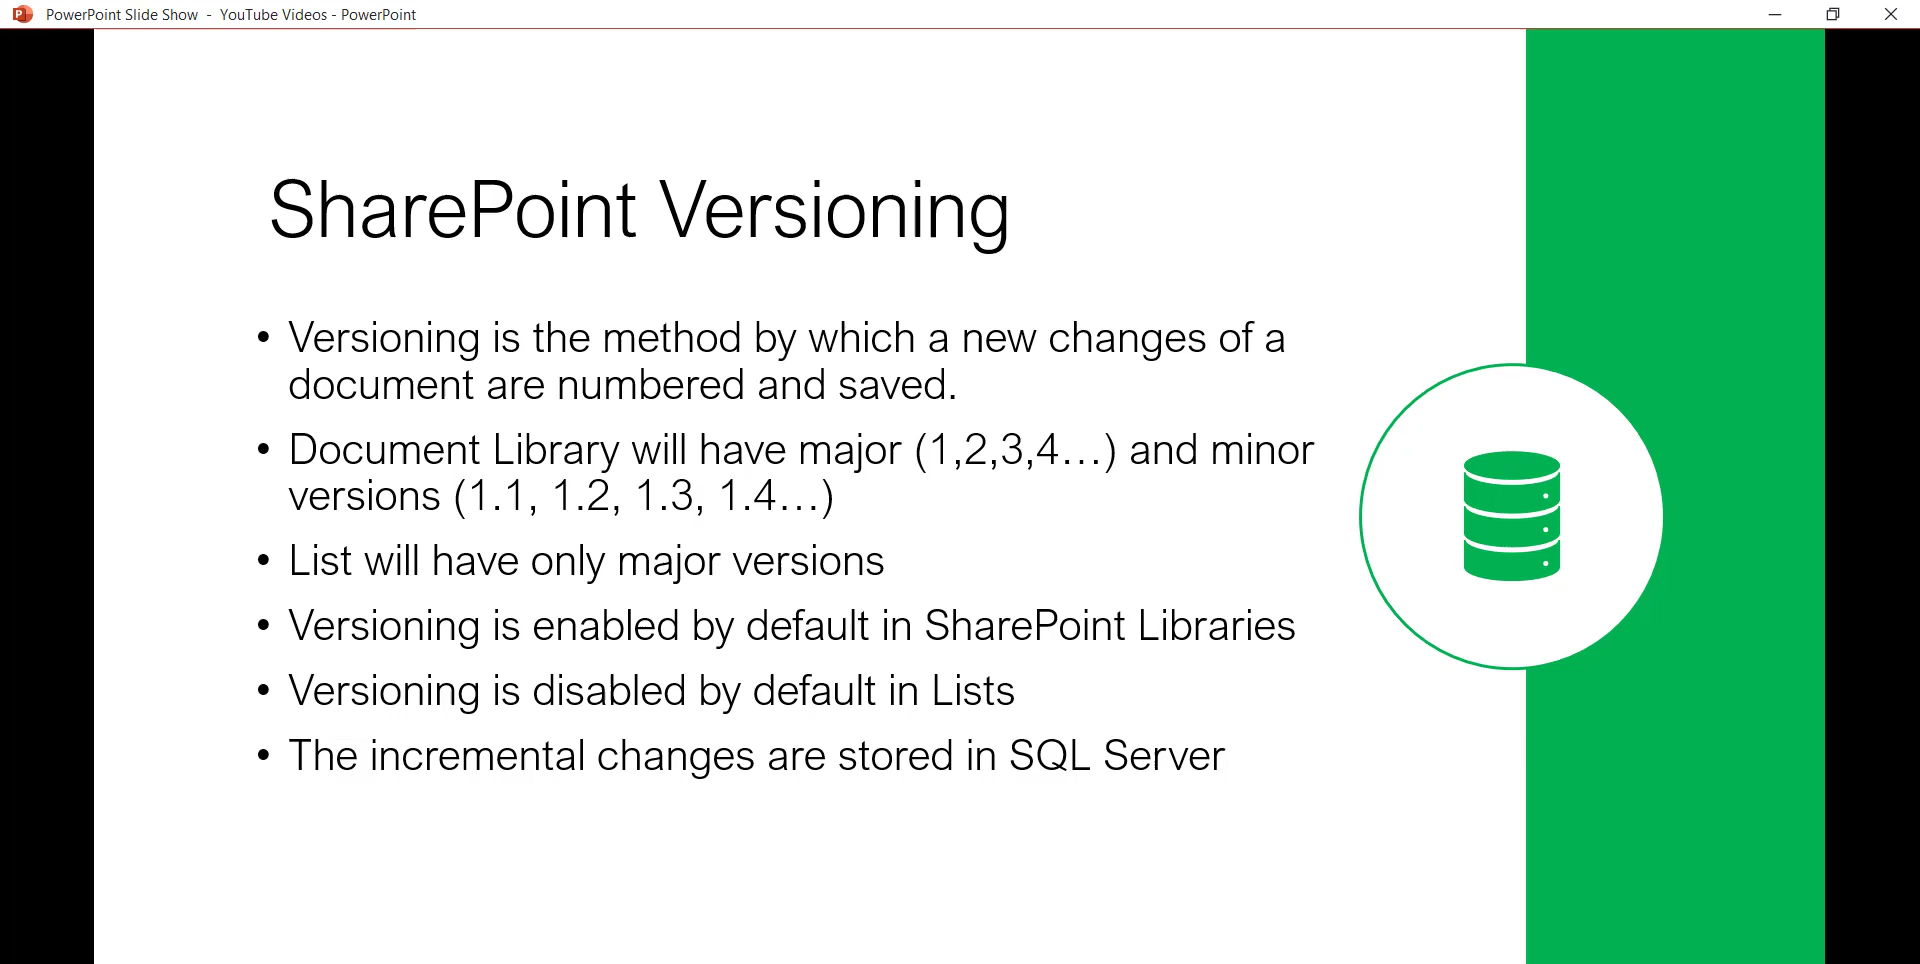 PowerPoint Slide Show - YouTube Videos - PowerPoint
SharePoint Versioning
• Versioning is the method by which a new changes of a
document are numbered and saved.
• Document Library will have major (1,2,3,4...) and minor
versions (1.1, 1.2, 1.3, 1.4...)
• List will have only major versions
• Versioning is enabled by default in SharePoint Libraries
• Versioning is disabled by default in Lists
• The incremental changes are stored in SQL Server